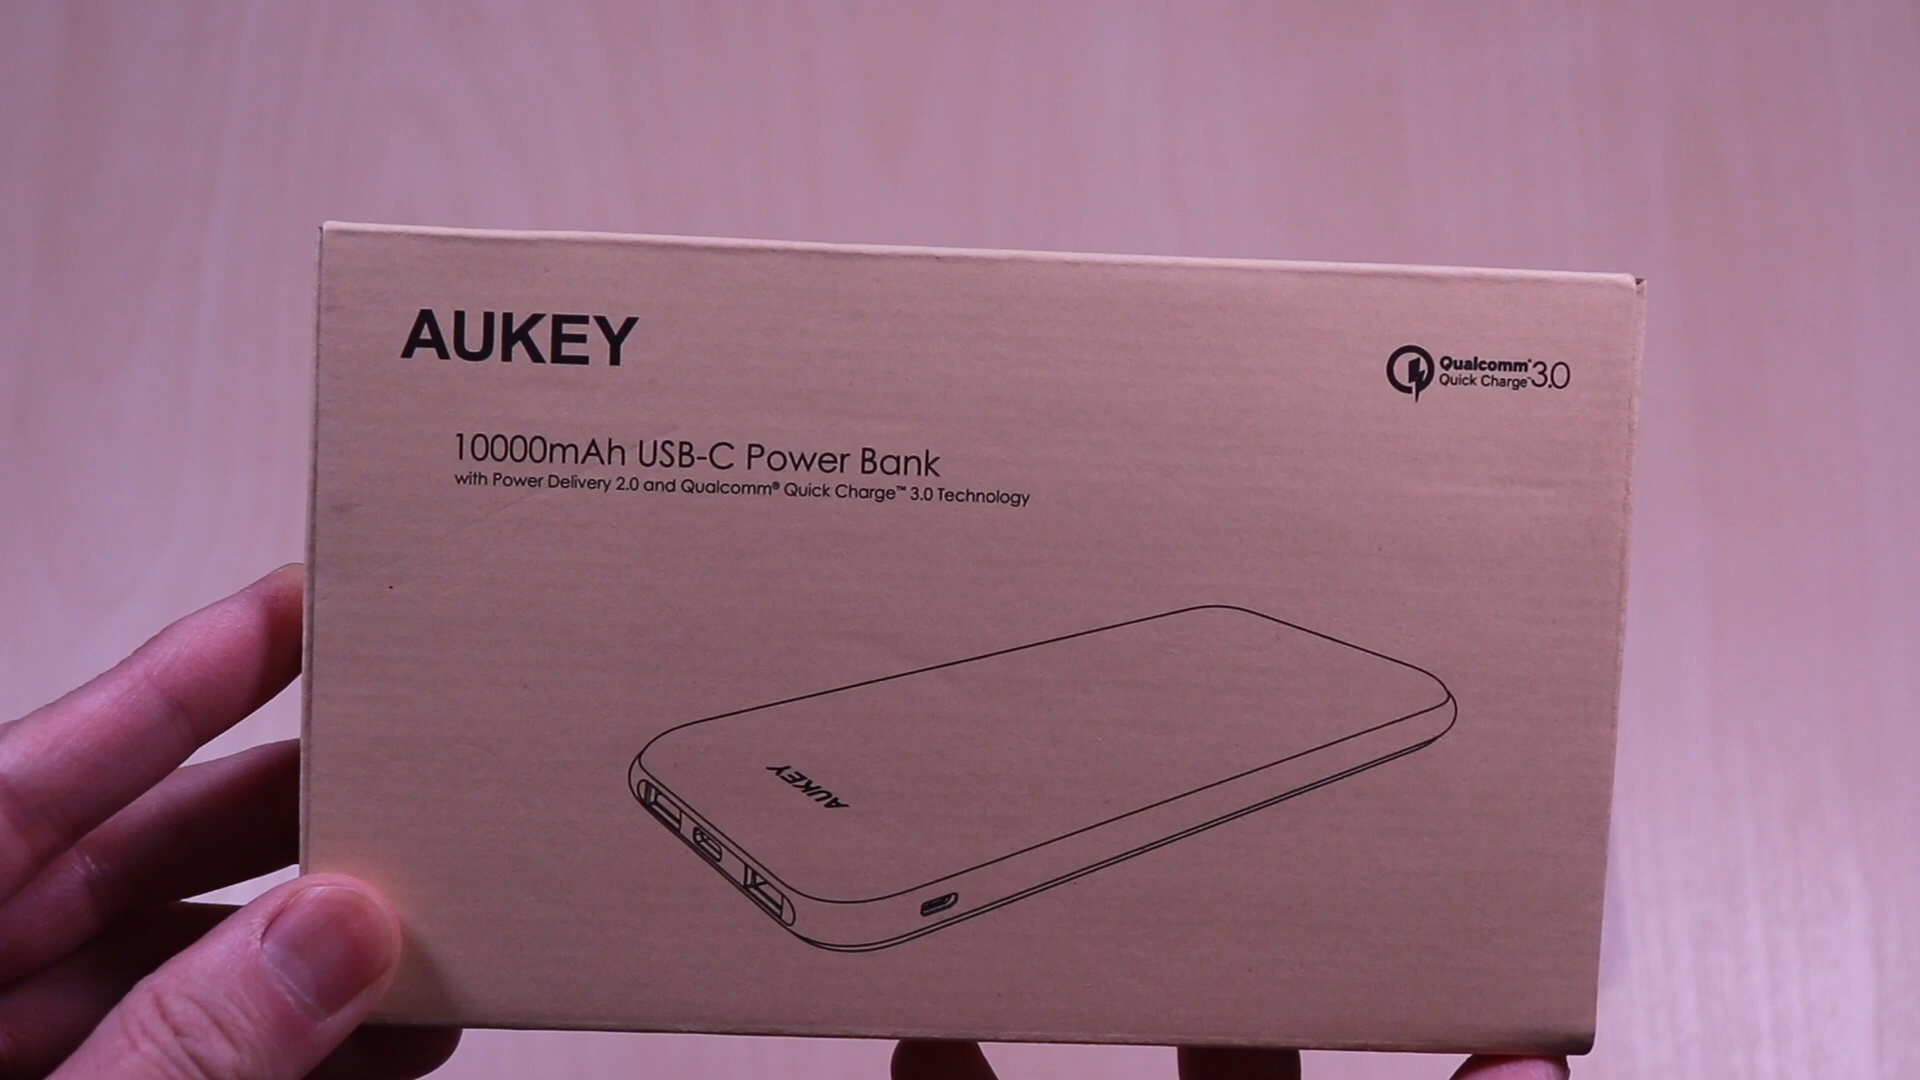 AUKEY
Qualcomm® 3.0
Quick Charge™
10000mAh USB-C Power Bank
with Power Delivery 2.0 and Qualcomm® Quick Charge™ 3.0 Technology
AUKEY